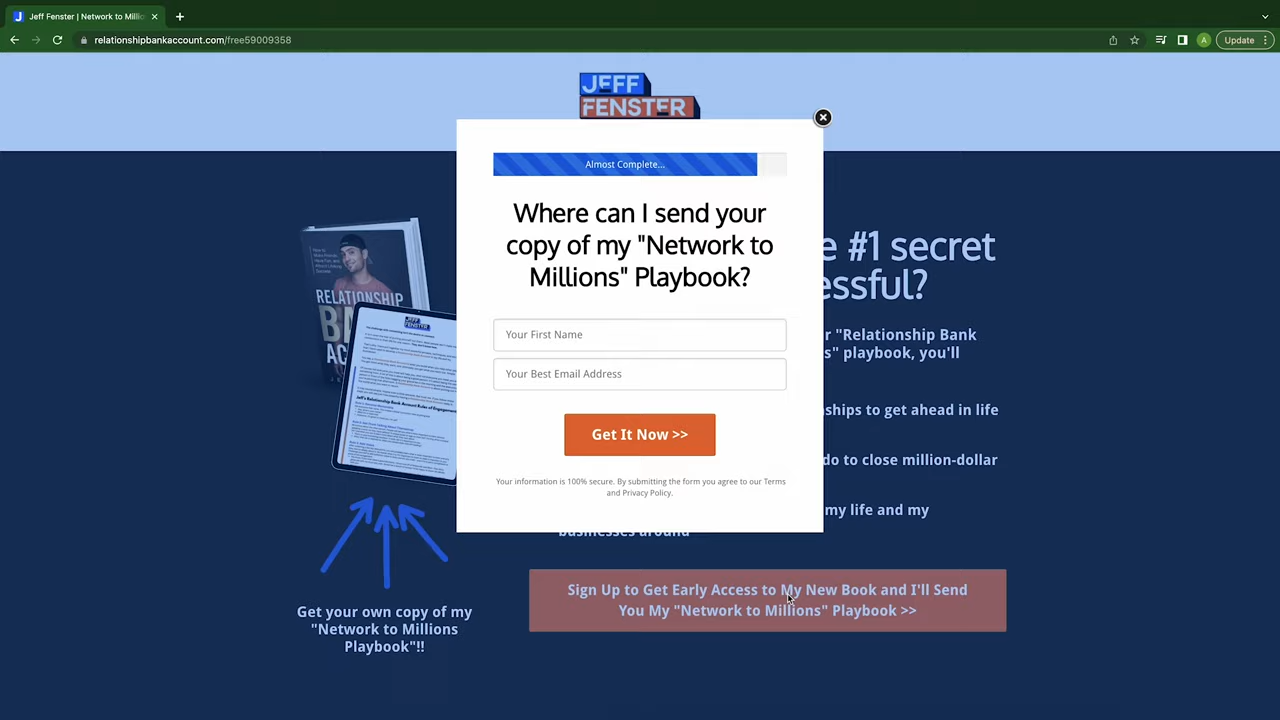 Jeff Fenster | Network to Millio
relationshipbankaccount.com/free59009358
A
Update
JEFF
FENSTER
Almost Complete...
Where can I send your
copy of my "Network to
Millions" Playbook?
Your First Name
Your Best Email Address
Get It Now >>
Your information is 100% secure. By submitting the form you agree to our Terms
and Privacy Policy.
#1 secret
essful?
"Relationship Bank
s" playbook, you'll
ships to get ahead in life
do to close million-dollar
my life and my
businesses around
RELATIONSHIP
Get your own copy of my
"Network to Millions
Playbook"!!
Sign Up to Get Early Access to My New Book and I'll Send
You My "Network to Millions" Playbook >>